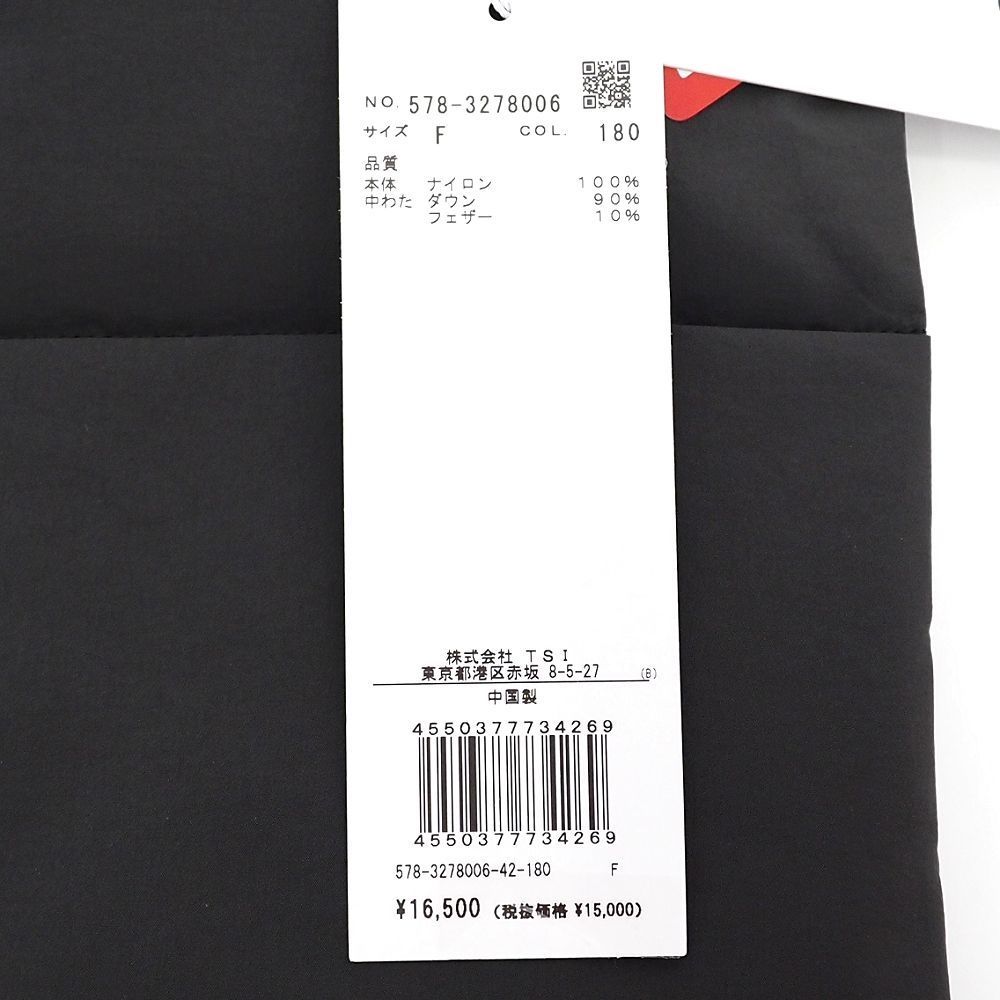 NO. 578-3278006
サイズ F COL. 180
品質
本体 ナイロン 100%
中わた ダウン 90%
フェザー 10%
株式会社 TSI
東京都港区赤坂 8-5-27 (B)
中国製
4550377734269
4550377734269
578-3278006-42-180 F
¥16,500 (税抜価格 ¥15,000)